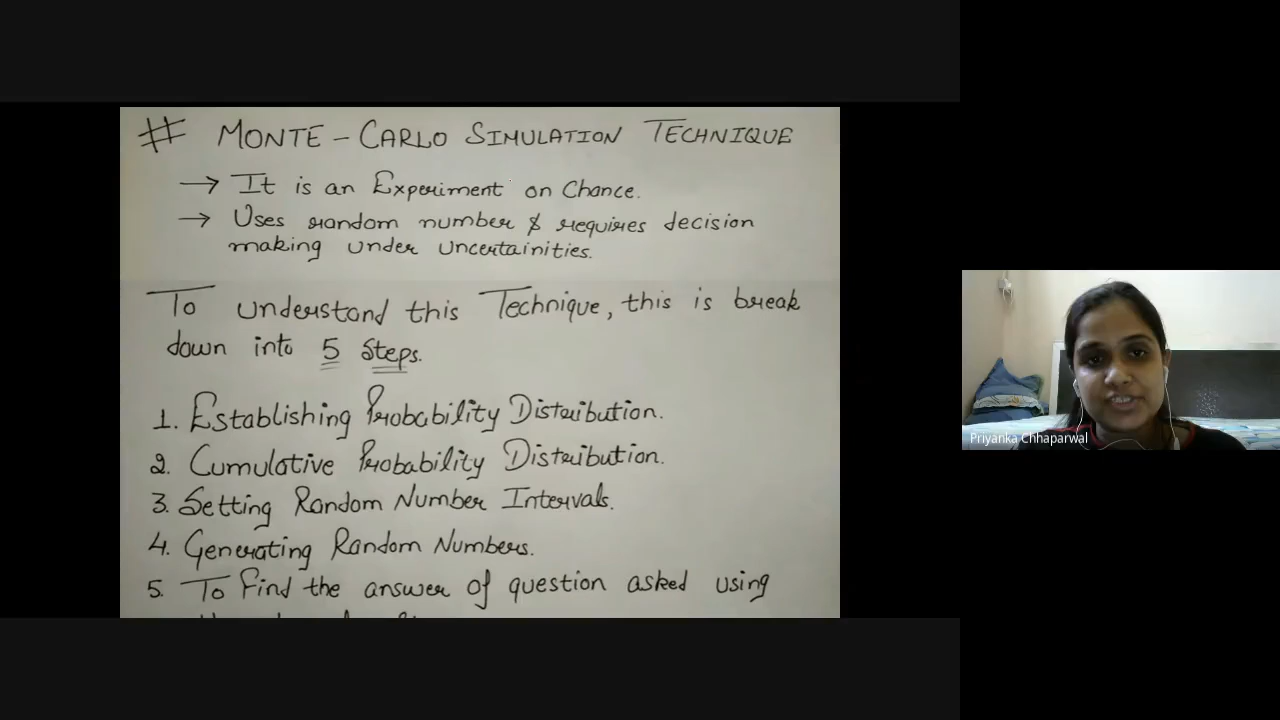 # MONTE - CARLO SIMULATION TECHNIQUE
→ It is an Experiment on Chance.
→ Uses random number & requires decision
making under uncertainities.
To understand this Technique, this is break
down into 5 Steps.
1. Establishing Probability Distribution.
2. Cumulative Probability Distribution.
3. Setting Random Number Intervals.
4. Generating Random Numbers.
5. To Find the answer of question asked using
Priyanka Chhaparwal